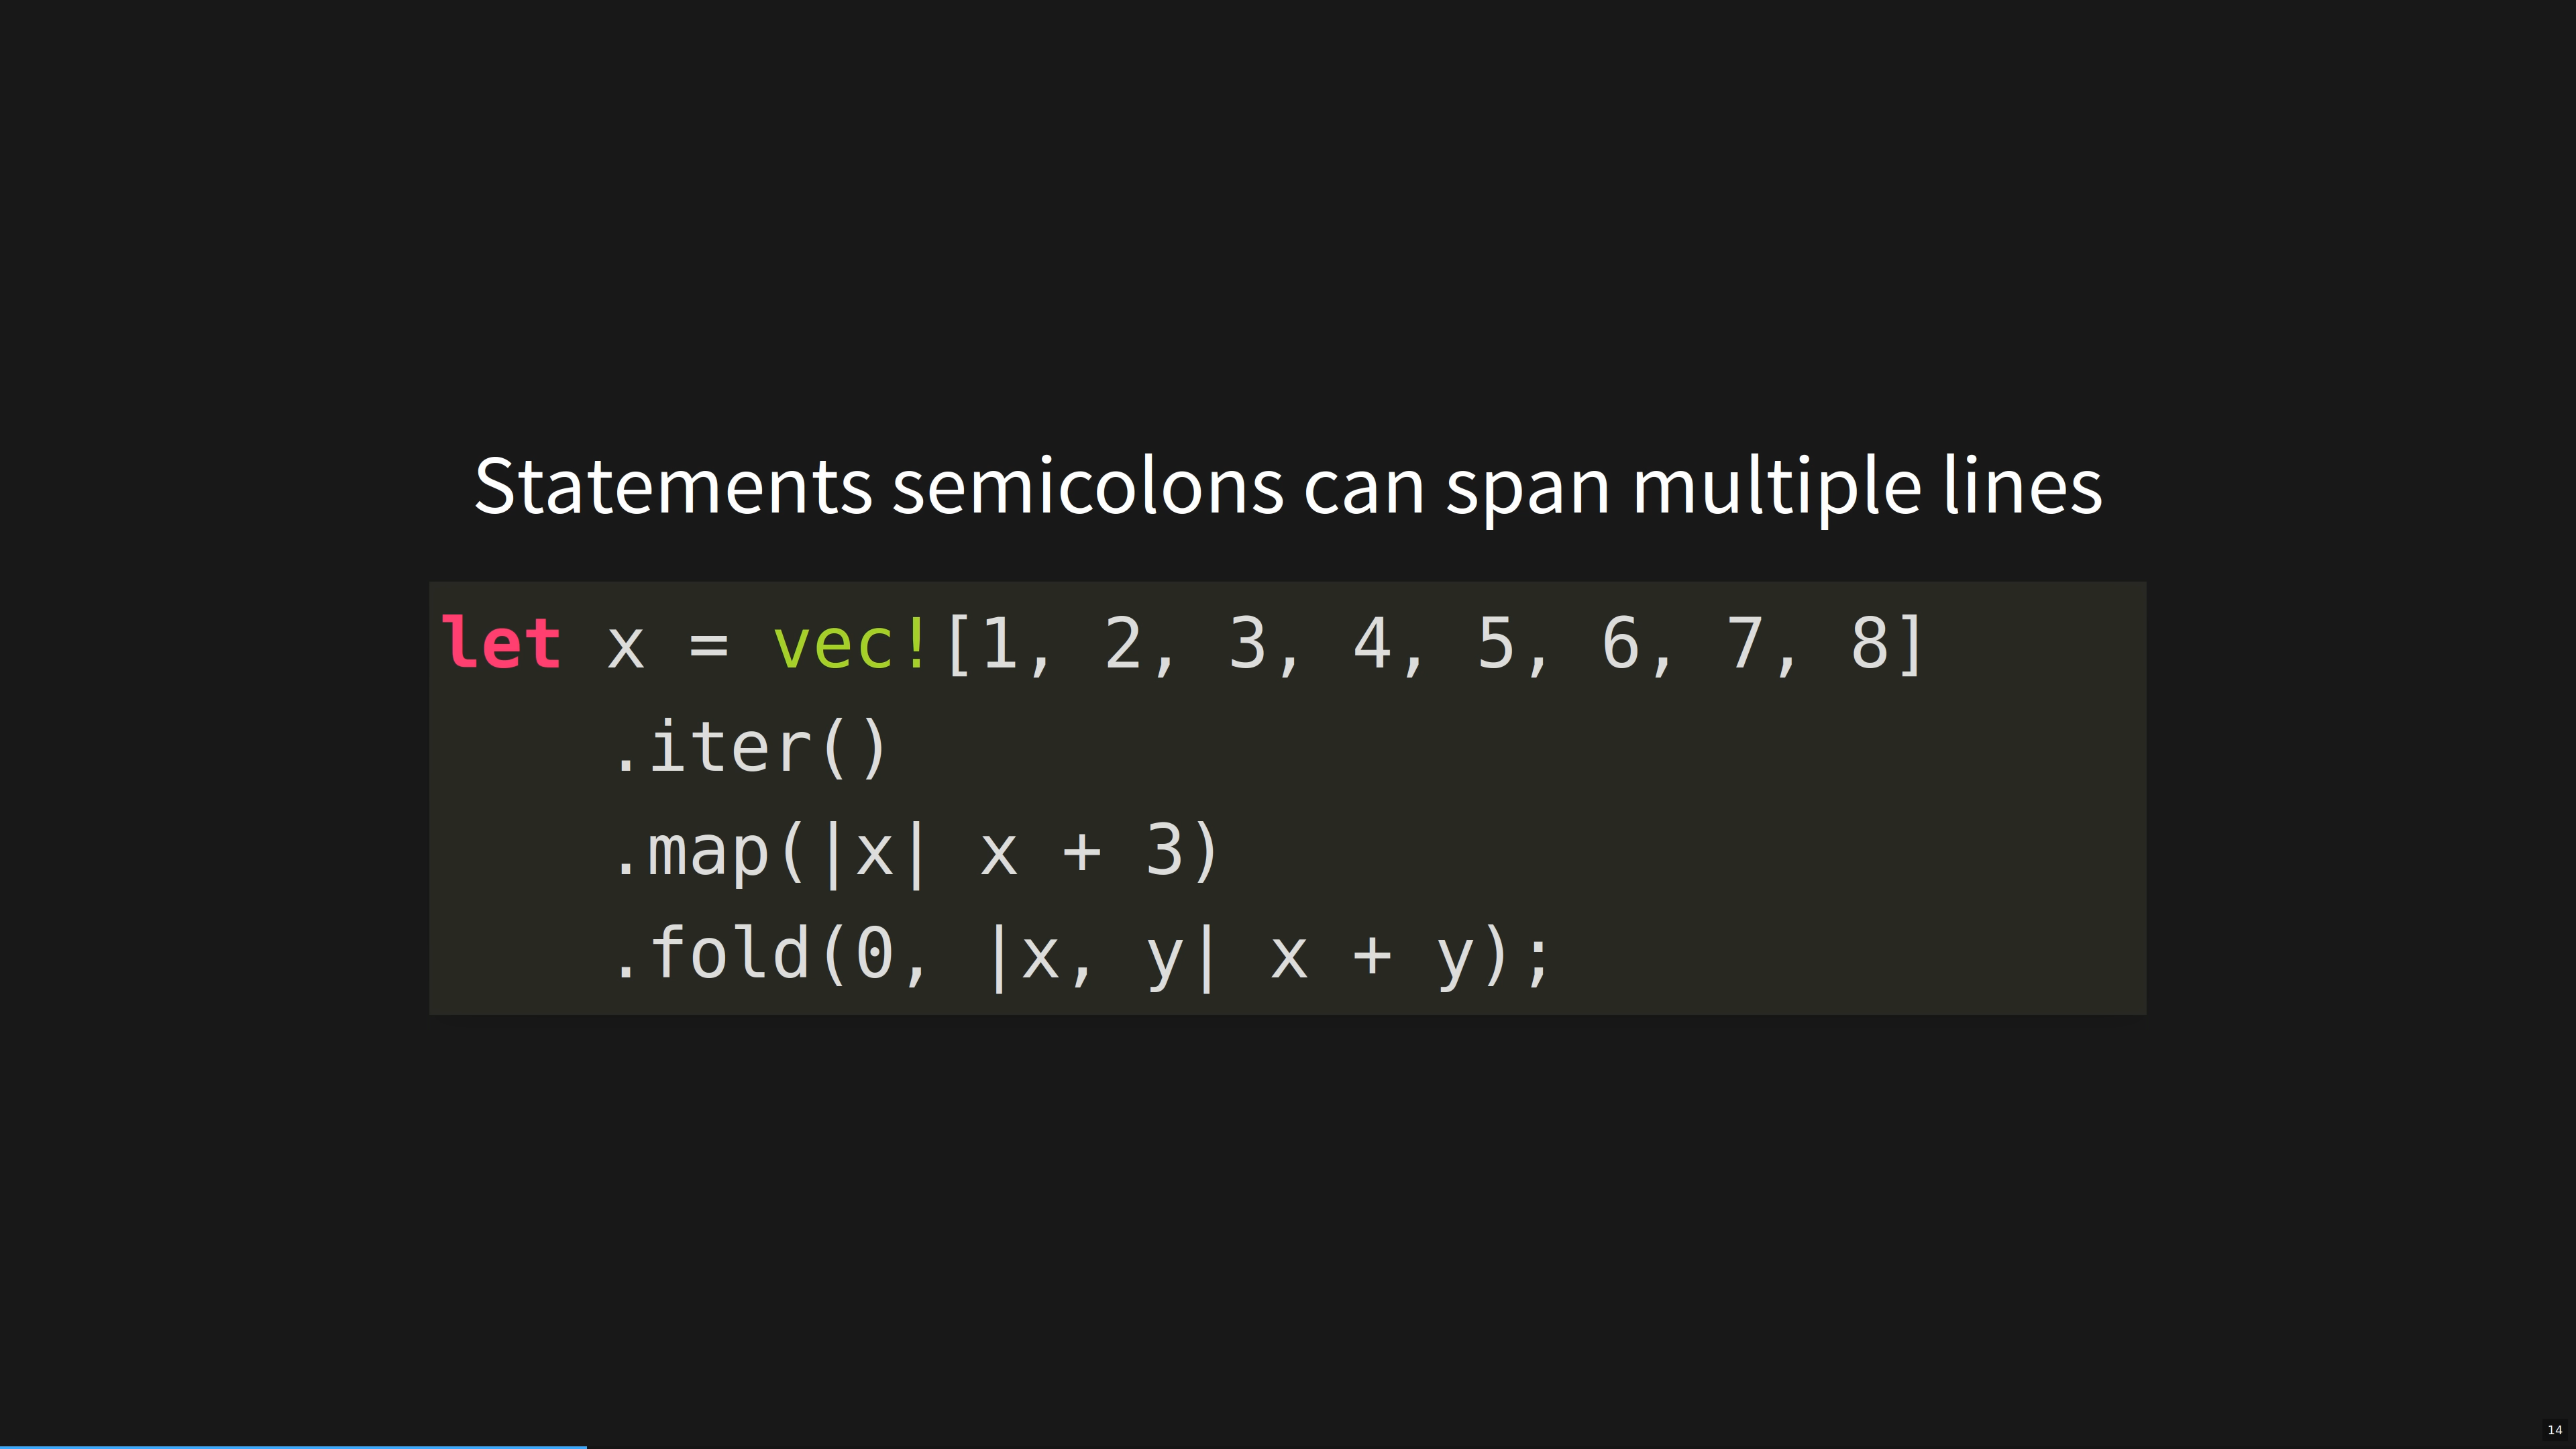 Statements semicolons can span multiple lines
let x = vec![1, 2, 3, 4, 5, 6, 7, 8]
    .iter()
    .map(|x| x + 3)
    .fold(0, |x, y| x + y);
14